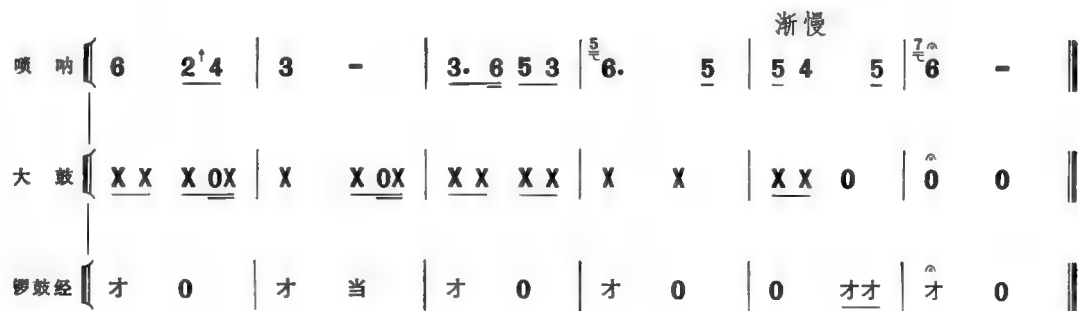 渐慢
唢呐 6 2↑4 | 3 - | 3. 6 5 3 | 5 6. 5 | 5 4 5 | 7 6 -
大鼓 X X X 0X | X X 0X | X X X X | X X | X X 0 | 0 0
锣鼓经 才 0 | 才 当 | 才 0 | 才 0 | 0 才才 | 才 0